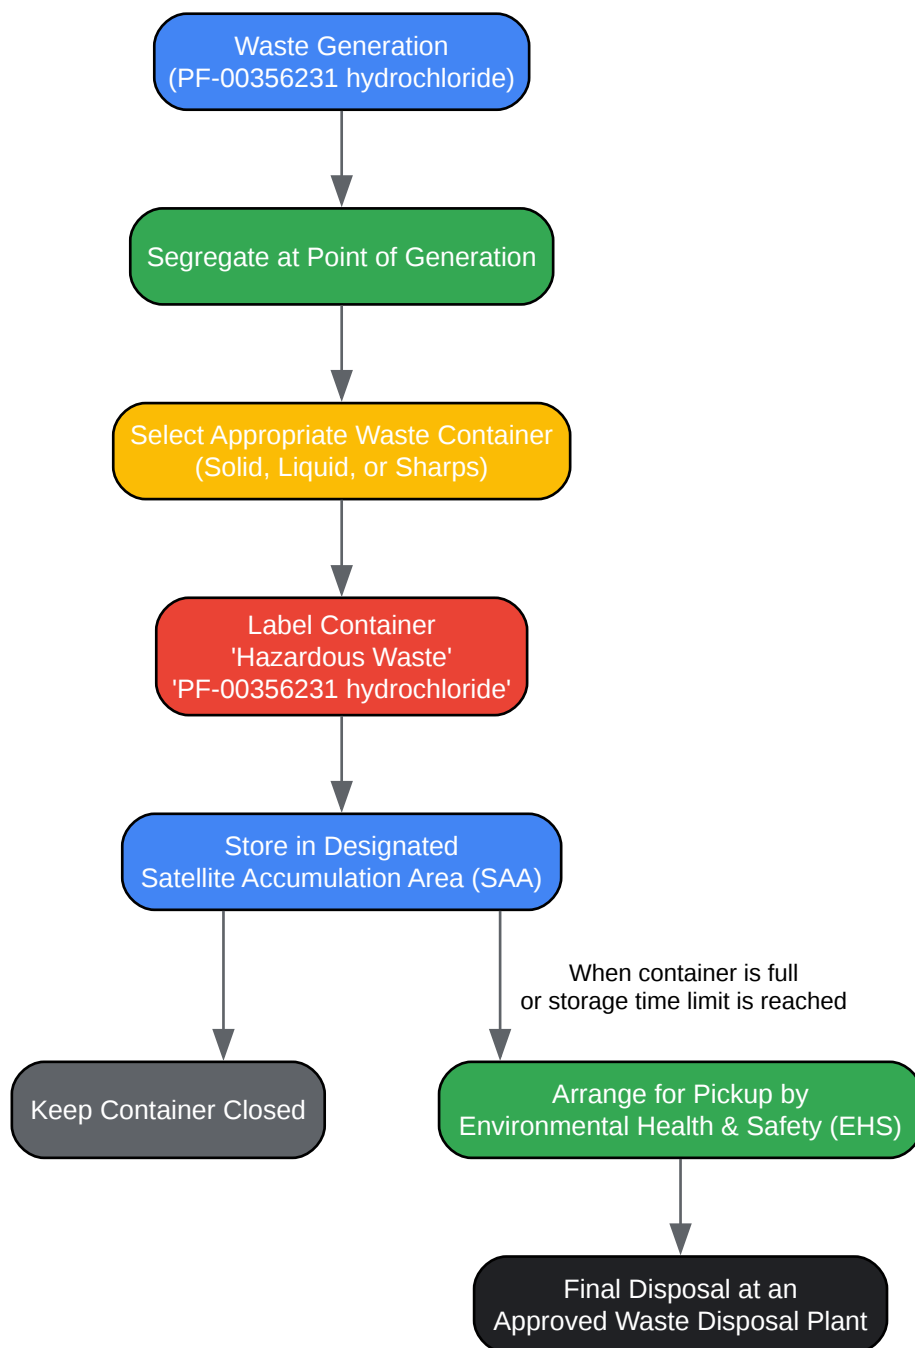 Waste Generation
(PF-00356231 hydrochloride)
Segregate at Point of Generation
Select Appropriate Waste Container
(Solid, Liquid, or Sharps)
Label Container
'Hazardous Waste'
'PF-00356231 hydrochloride'
Store in Designated
Satellite Accumulation Area (SAA)
When container is full
or storage time limit is reached
Keep Container Closed
Arrange for Pickup by
Environmental Health & Safety (EHS)
Final Disposal at an
Approved Waste Disposal Plant